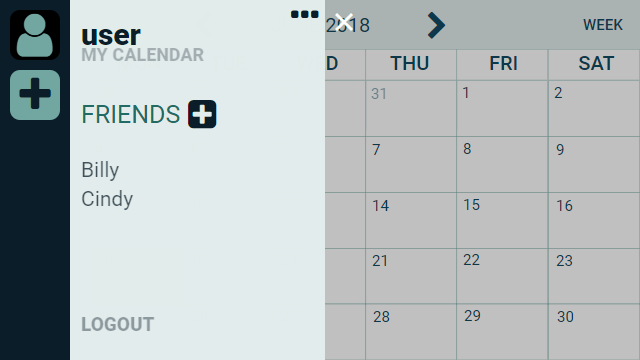 user
MY CALENDAR
FRIENDS
Billy
Cindy
LOGOUT
2018
WEEK
D THU FRI SAT
31 1 2
7 8 9
14 15 16
21 22 23
28 29 30